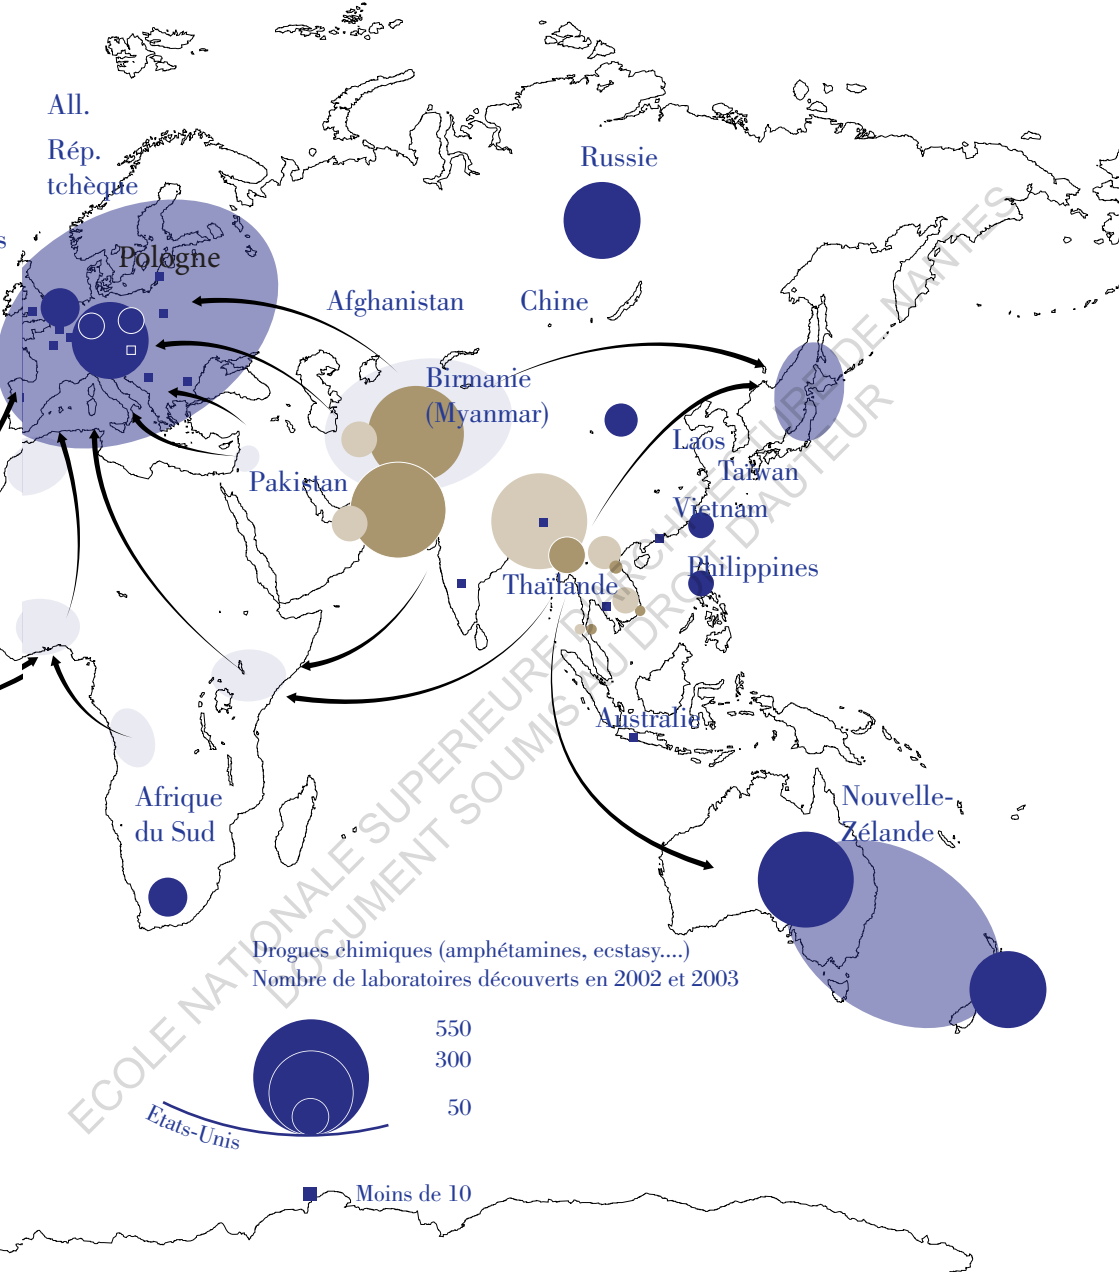 All.
Rép.
tchèque
Russie
s
Pologne
Afghanistan
Chine
Birmanie
(Myanmar)
Laos
Taïwan
Pakistan
Vietnam
Philippines
Thaïlande
Australie
Afrique
du Sud
Nouvelle-
Zélande
Drogues chimiques (amphétamines, ecstasy....)
Nombre de laboratoires découverts en 2002 et 2003
550
300
50
Etats-Unis
Moins de 10
ECOLE NATIONALE SUPERIEURE D'ARCHITECTURE DE NANTES
DOCUMENT SOUMIS AU DROIT D'AUTEUR